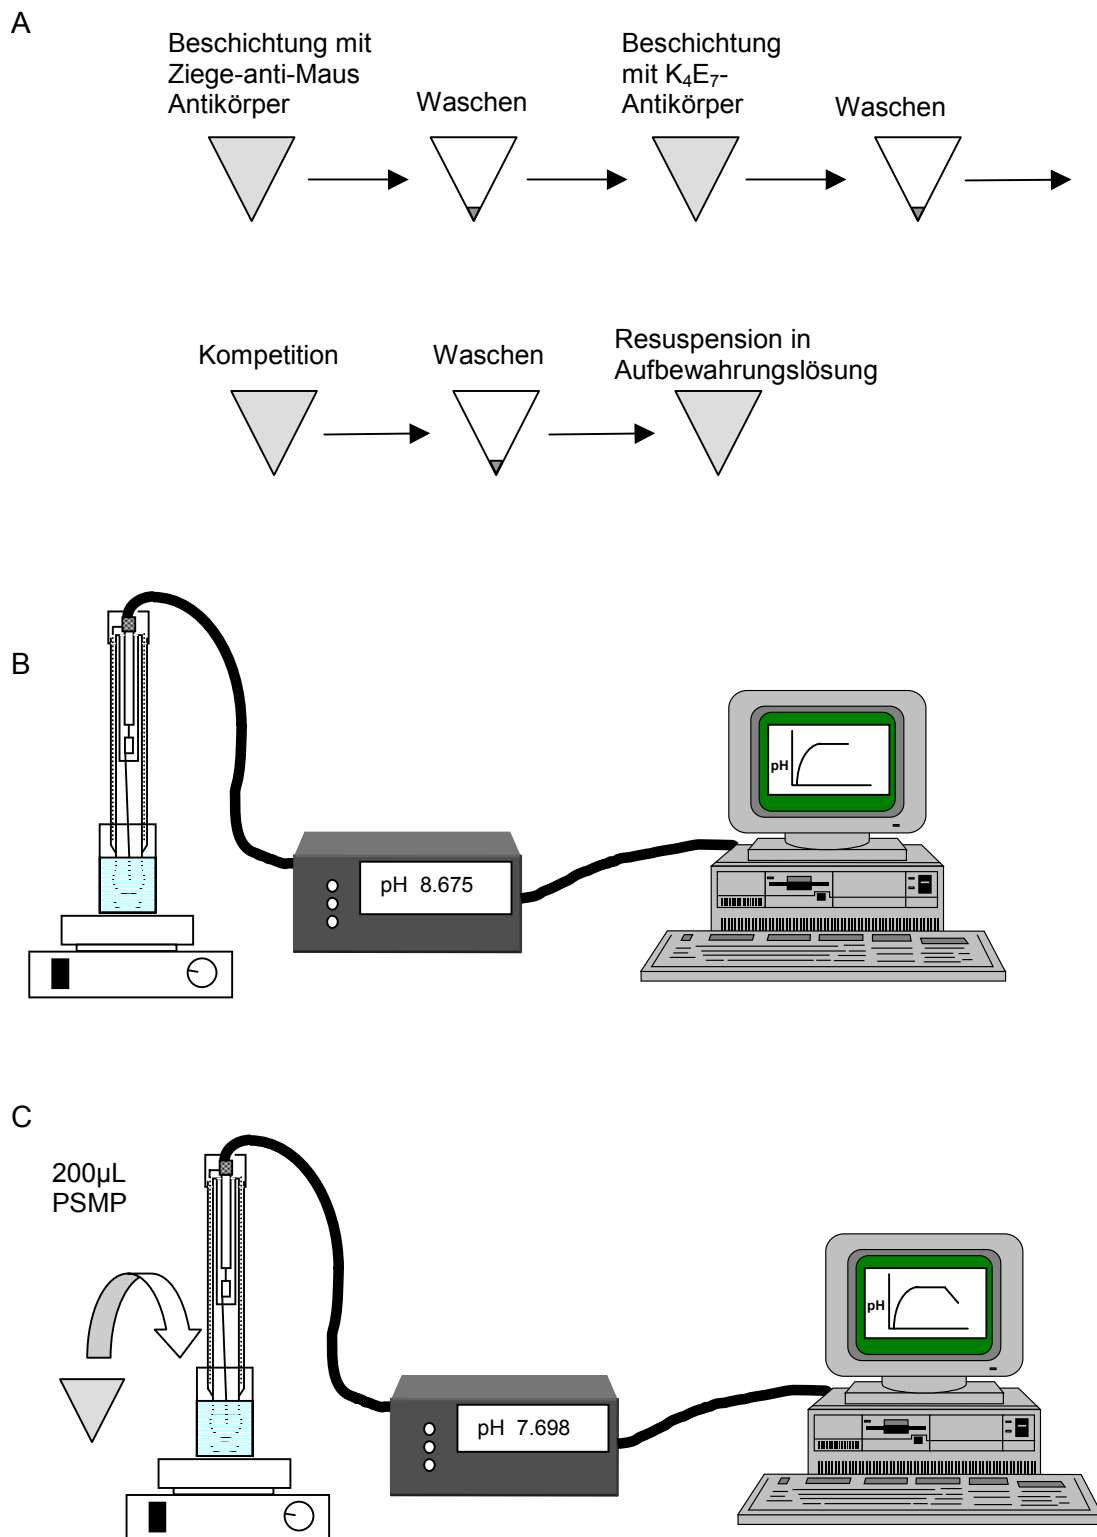 A
Beschichtung mit
Ziege-anti-Maus
Antikörper
Waschen
Beschichtung
mit K₄E₇-
Antikörper
Waschen
Kompetition
Waschen
Resuspension in
Aufbewahrungslösung
B
pH 8.675
pH
C
200µL
PSMP
pH 7.698
pH